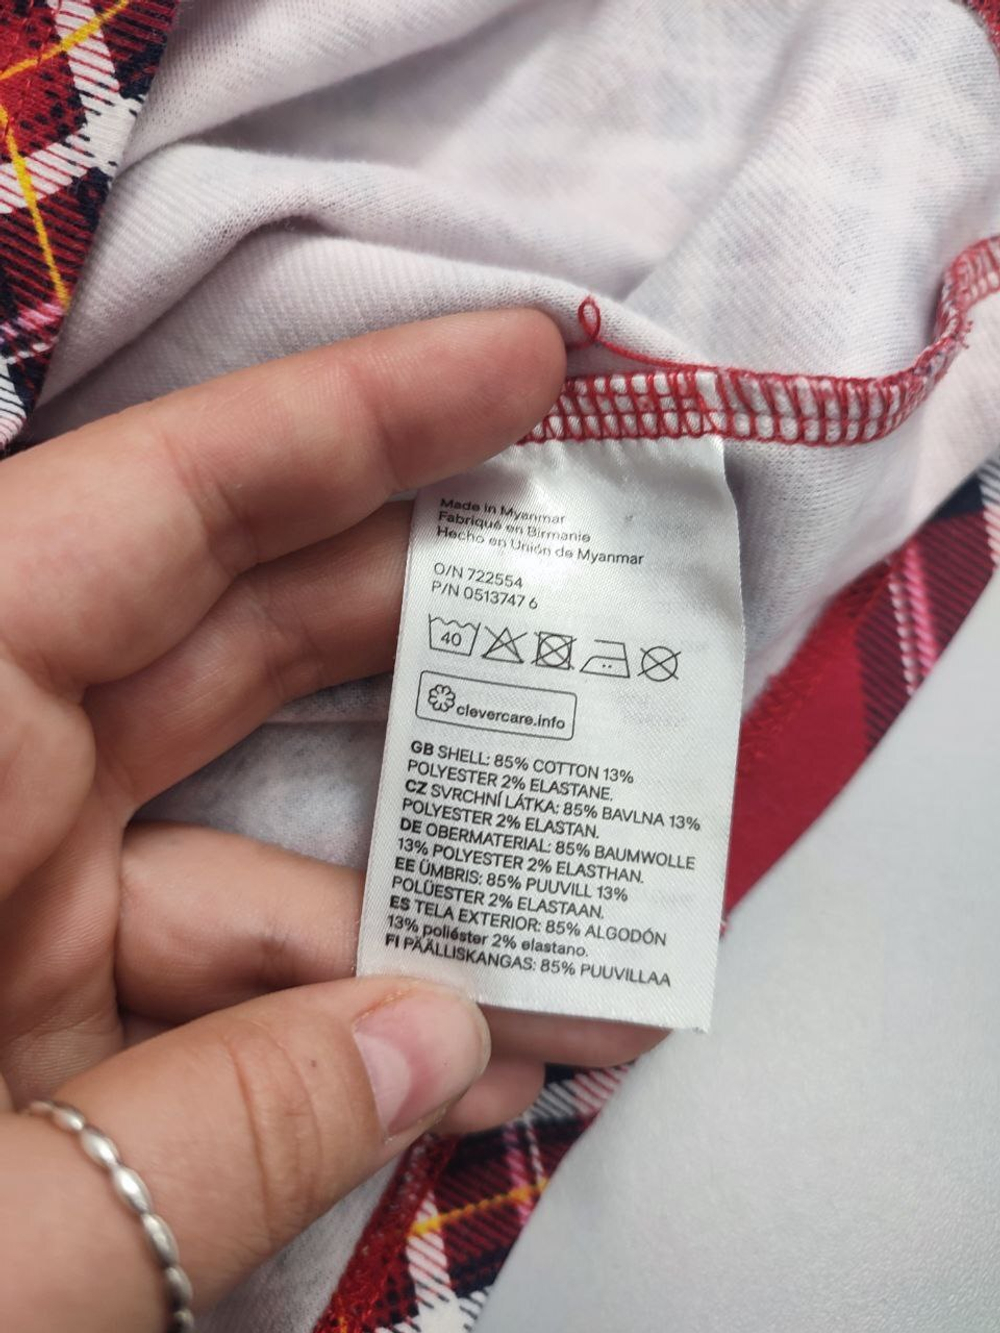 Made in Myanmar
Fabriqué en Birmanie
Hecho en Unión de Myanmar
O/N 722554
P/N 0513747 6
40
clevercare.info
GB SHELL: 85% COTTON 13%
POLYESTER 2% ELASTANE.
CZ SVRCHNÍ LÁTKA: 85% BAVLNA 13%
POLYESTER 2% ELASTAN.
DE OBERMATERIAL: 85% BAUMWOLLE
13% POLYESTER 2% ELASTHAN.
EE ÜMBRIS: 85% PUUVILL 13%
POLÜESTER 2% ELASTAAN.
ES TELA EXTERIOR: 85% ALGODÓN
13% poliéster 2% elastano.
FI PÄÄLLISKANGAS: 85% PUUVILLAA